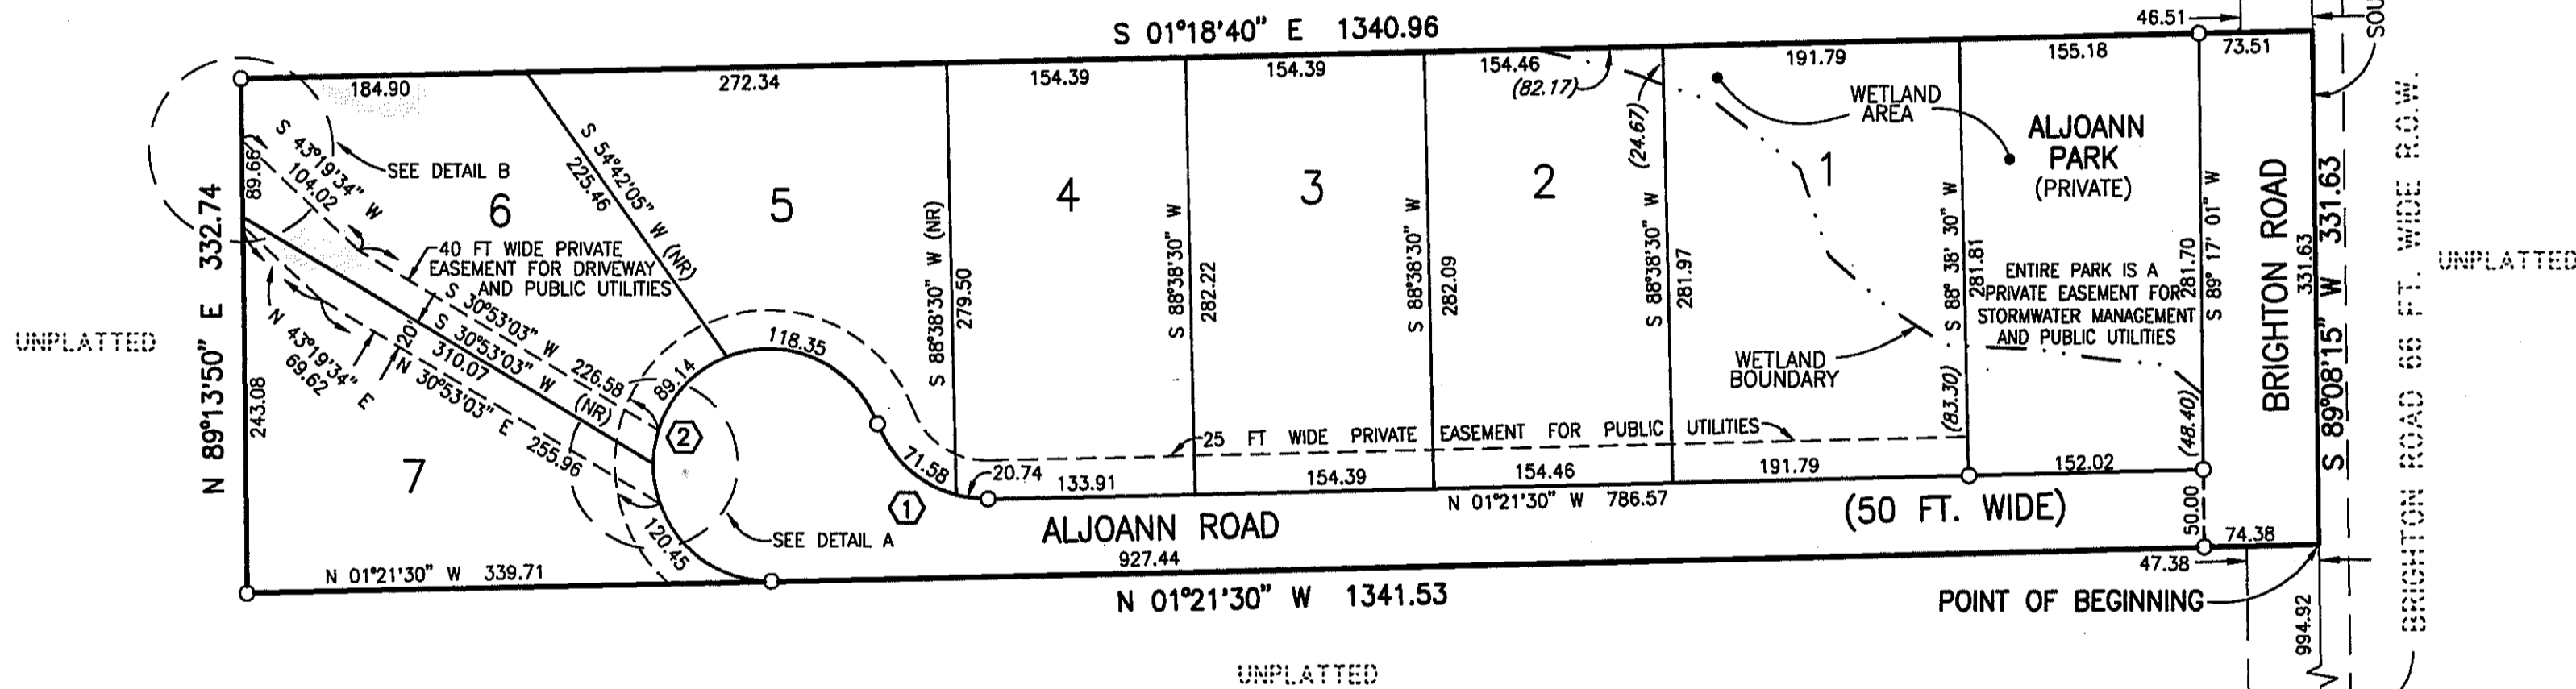 S 01°18'40" E 1340.96
46.51
SOU
184.90
272.34
154.39
154.39
154.46
(82.17)
191.79
155.18
73.51
WETLAND
AREA
ALJOANN
PARK
(PRIVATE)
SEE DETAIL B
S 43°19'34" W
104.02
89.66
N 89°13'50" E 332.74
6
S 54°42'05" W (NR)
225.46
5
4
3
2
(24.67)
1
40 FT WIDE PRIVATE
EASEMENT FOR DRIVEWAY
AND PUBLIC UTILITIES
S 88°38'30" W (NR)
279.50
S 88°38'30" W
282.22
S 88°38'30" W
282.09
S 88°38'30" W
281.97
S 88° 38' 30" W
281.81
ENTIRE PARK IS A
PRIVATE EASEMENT FOR
STORMWATER MANAGEMENT
AND PUBLIC UTILITIES
281.70
S 89° 17' 01" W
BRIGHTON ROAD
331.63
S 89°08'15" W 331.63
BRIGHTON ROAD 66 FT. WIDE R.O.W.
UNPLATTED
UNPLATTED
243.08
N 43°19'34" E
69.62
20'
S 30°53'03" W 226.58
S 30°53'03" W (NR)
310.07
N 30°53'03" E 255.96
89.14
118.35
71.58
2
1
WETLAND
BOUNDARY
(83.30)
(48.40)
25 FT WIDE PRIVATE EASEMENT FOR PUBLIC UTILITIES
7
120.45
SEE DETAIL A
20.74
133.91
154.39
154.46
191.79
152.02
N 01°21'30" W 786.57
ALJOANN ROAD
(50 FT. WIDE)
50.00
74.38
N 01°21'30" W 339.71
927.44
47.38
N 01°21'30" W 1341.53
POINT OF BEGINNING
994.92
UNPLATTED